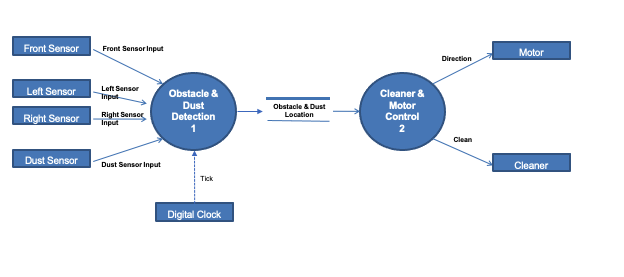 Front Sensor
Front Sensor Input
Left Sensor
Left Sensor
Input
Right Sensor
Right Sensor
Input
Dust Sensor
Dust Sensor Input
Obstacle &
Dust
Detection
1
Tick
Digital Clock
Obstacle & Dust
Location
Cleaner &
Motor
Control
2
Direction
Motor
Clean
Cleaner